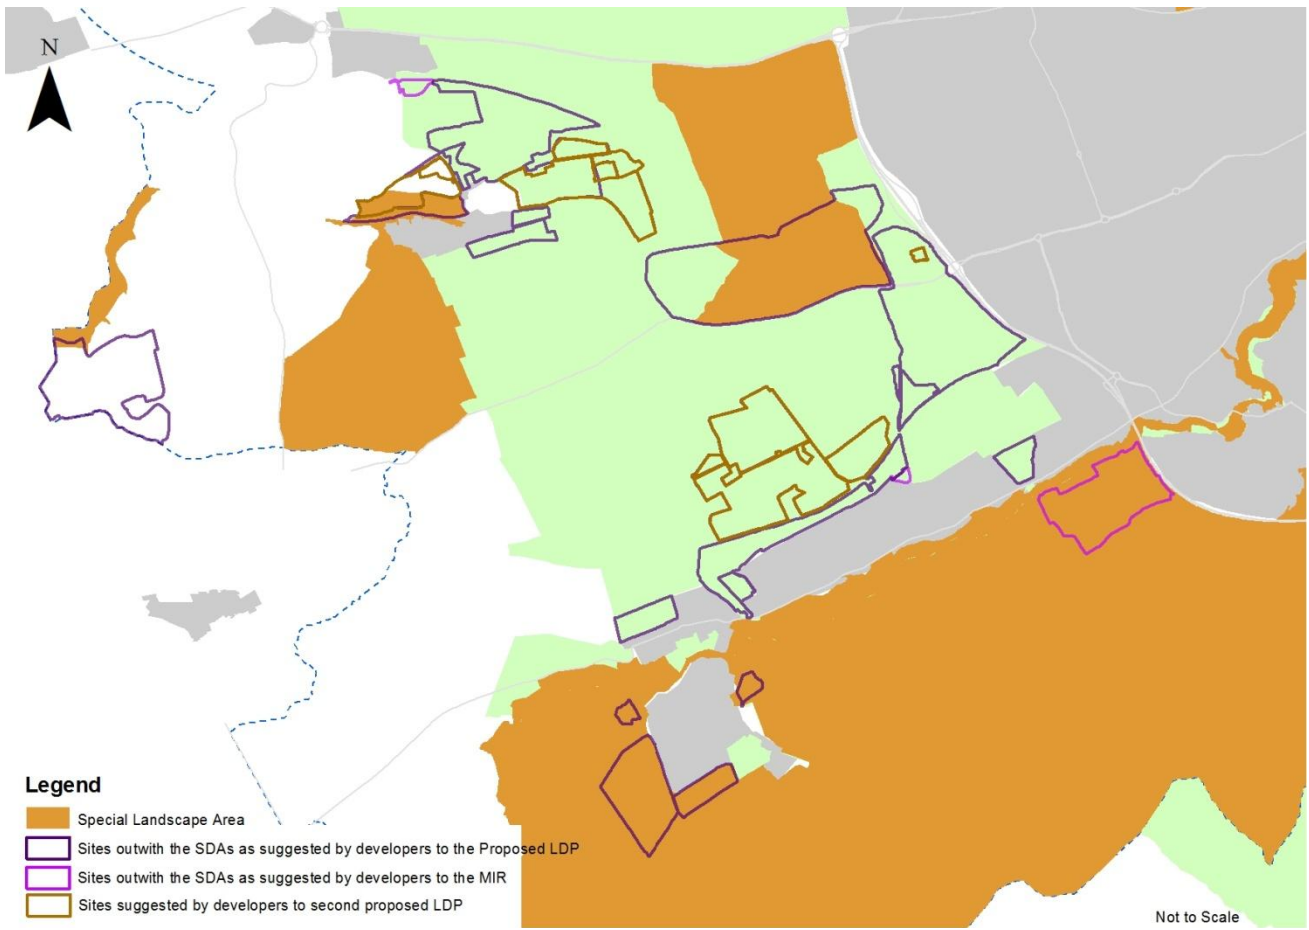 N
Legend
Special Landscape Area
Sites outwith the SDAs as suggested by developers to the Proposed LDP
Sites outwith the SDAs as suggested by developers to the MIR
Sites suggested by developers to second proposed LDP
Not to Scale